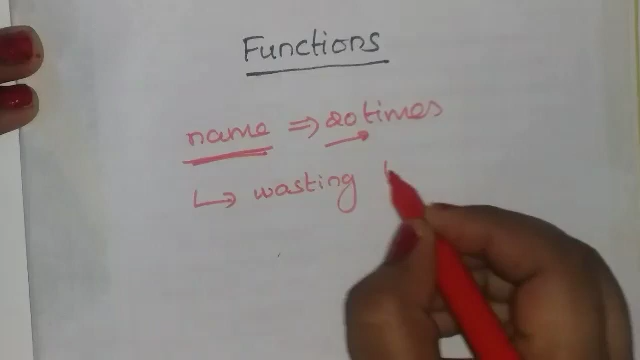 Functions
name ⇒ 20 times
↳ wasting